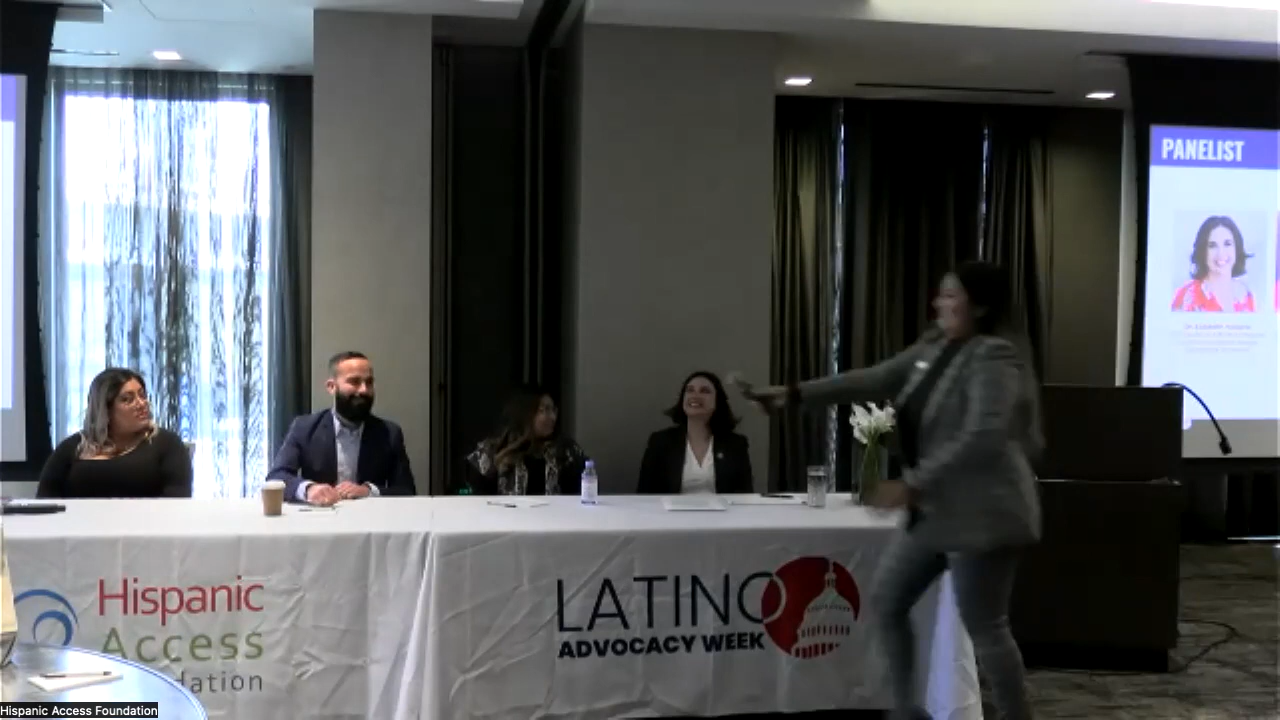 PANELIST
Hispanic
Access
dation
LATINO
ADVOCACY WEEK
Hispanic Access Foundation